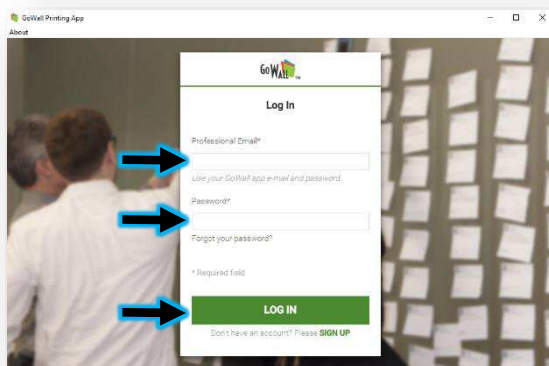 GoWall Printing App
About
GoWALL
Log In
Professional Email*
Use your GoWall app e-mail and password.
Password*
Forgot your password?
* Required field
LOG IN
Don't have an account? Please SIGN UP